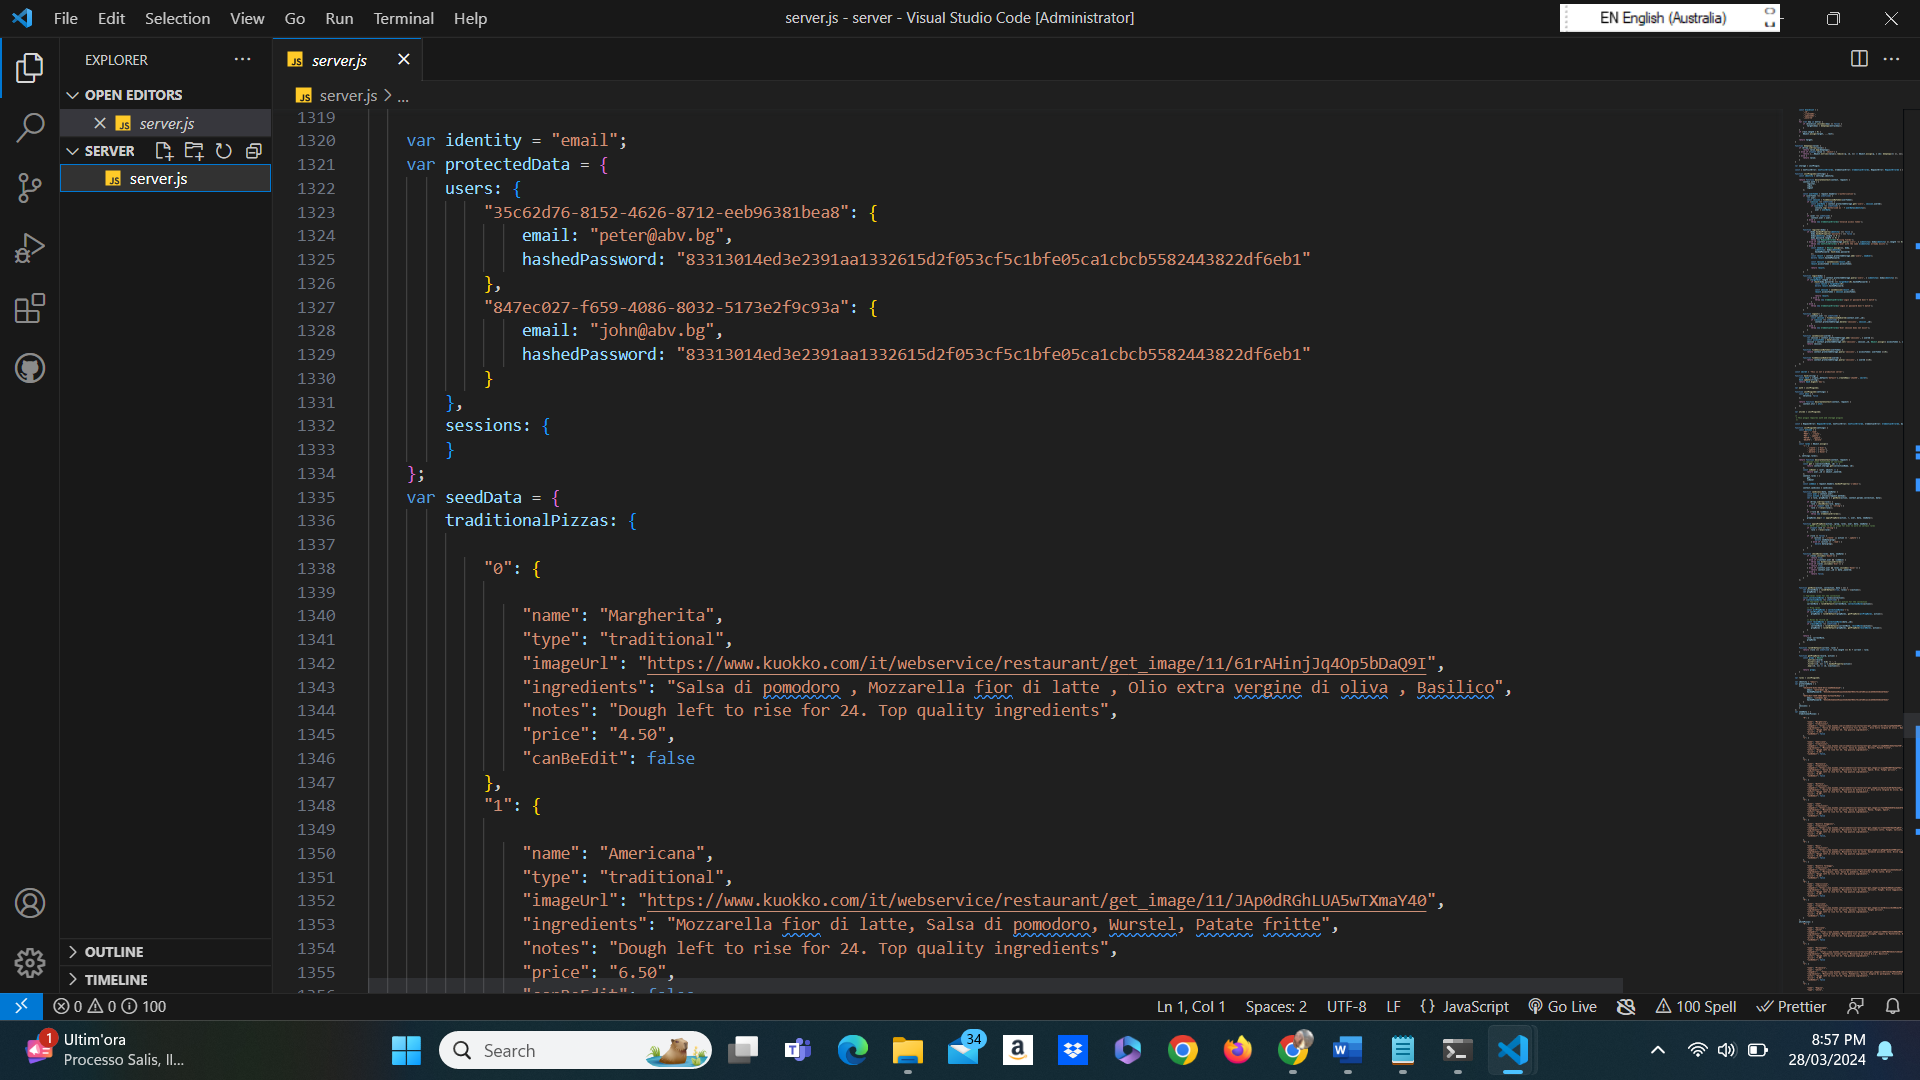 File Edit Selection View Go Run Terminal Help
server.js - server - Visual Studio Code [Administrator]
EN English (Australia)
EXPLORER
OPEN EDITORS
server.js
SERVER
server.js
server.js
server.js > ...
1319
1320 var identity = "email";
1321 var protectedData = {
1322 users: {
1323 "35c62d76-8152-4626-8712-eeb96381bea8": {
1324 email: "peter@abv.bg",
1325 hashedPassword: "83313014ed3e2391aa1332615d2f053cf5c1bfe05ca1cbcb5582443822df6eb1"
1326 },
1327 "847ec027-f659-4086-8032-5173e2f9c93a": {
1328 email: "john@abv.bg",
1329 hashedPassword: "83313014ed3e2391aa1332615d2f053cf5c1bfe05ca1cbcb5582443822df6eb1"
1330 }
1331 },
1332 sessions: {
1333 }
1334 };
1335 var seedData = {
1336 traditionalPizzas: {
1337
1338 "0": {
1339
1340 "name": "Margherita",
1341 "type": "traditional",
1342 "imageUrl": "https://www.kuokko.com/it/webservice/restaurant/get_image/11/61rAHinjJq4Op5bDaQ9I",
1343 "ingredients": "Salsa di pomodoro , Mozzarella fior di latte , Olio extra vergine di oliva , Basilico",
1344 "notes": "Dough left to rise for 24. Top quality ingredients",
1345 "price": "4.50",
1346 "canBeEdit": false
1347 },
1348 "1": {
1349
1350 "name": "Americana",
1351 "type": "traditional",
1352 "imageUrl": "https://www.kuokko.com/it/webservice/restaurant/get_image/11/JAp0dRGhLUA5wTXmaY40",
1353 "ingredients": "Mozzarella fior di latte, Salsa di pomodoro, Wurstel, Patate fritte",
1354 "notes": "Dough left to rise for 24. Top quality ingredients",
1355 "price": "6.50",
OUTLINE
TIMELINE
0 0 100
Ln 1, Col 1 Spaces: 2 UTF-8 LF {} JavaScript Go Live 100 Spell Prettier
1
Ultim'ora
Processo Salis, Il...
Search
34
8:57 PM
28/03/2024